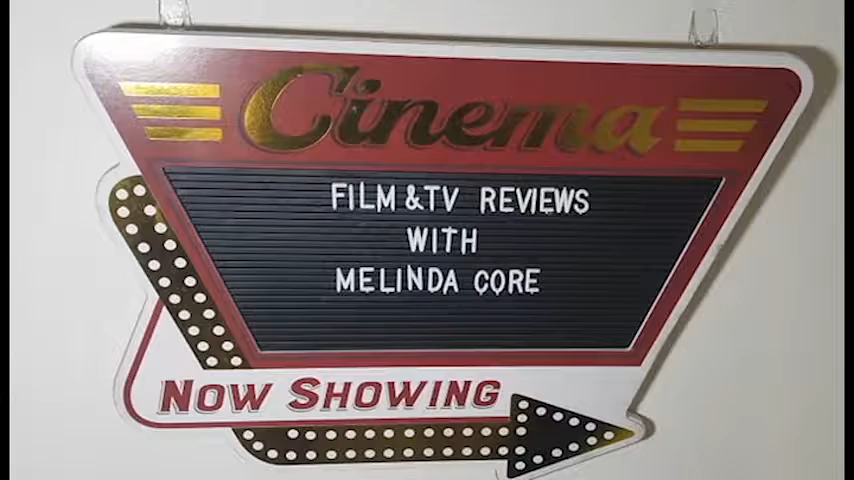 Cinema
FILM & TV REVIEWS
WITH
MELINDA CORE
NOW SHOWING